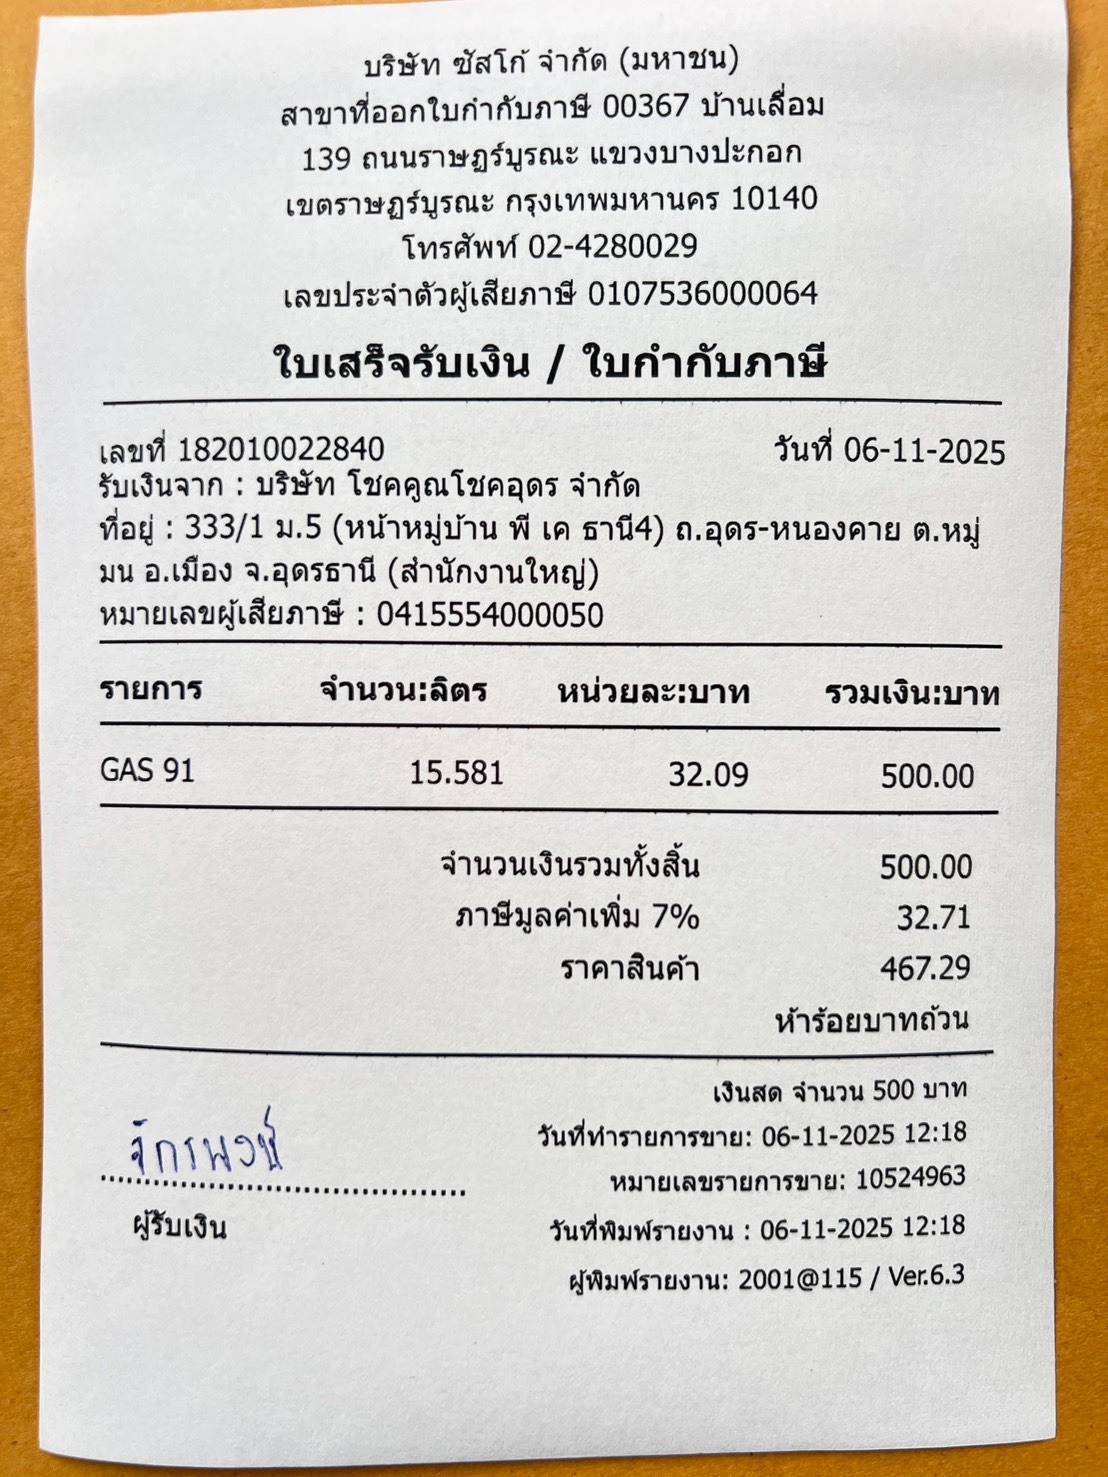 บริษัท ซัสโก้ จำกัด (มหาชน)
สาขาที่ออกใบกำกับภาษี 00367 บ้านเลื่อม
139 ถนนราษฏร์บูรณะ แขวงบางปะกอก
เขตราษฏร์บูรณะ กรุงเทพมหานคร 10140
โทรศัพท์ 02-4280029
เลขประจำตัวผู้เสียภาษี 0107536000064
ใบเสร็จรับเงิน / ใบกำกับภาษี
เลขที่ 182010022840 วันที่ 06-11-2025
รับเงินจาก : บริษัท โชคคูณโชคอุดร จำกัด
ที่อยู่ : 333/1 ม.5 (หน้าหมู่บ้าน พี เค ธานี4) ถ.อุดร-หนองคาย ต.หมู่
มน อ.เมือง จ.อุดรธานี (สำนักงานใหญ่)
หมายเลขผู้เสียภาษี : 0415554000050
รายการ จำนวน:ลิตร หน่วยละ:บาท รวมเงิน:บาท
GAS 91 15.581 32.09 500.00
จำนวนเงินรวมทั้งสิ้น 500.00
ภาษีมูลค่าเพิ่ม 7% 32.71
ราคาสินค้า 467.29
ห้าร้อยบาทถ้วน
เงินสด จำนวน 500 บาท
วันที่ทำรายการขาย: 06-11-2025 12:18
จักรพงษ์
หมายเลขรายการขาย: 10524963
ผู้รับเงิน วันที่พิมพ์รายงาน : 06-11-2025 12:18
ผู้พิมพ์รายงาน: 2001@115 / Ver.6.3